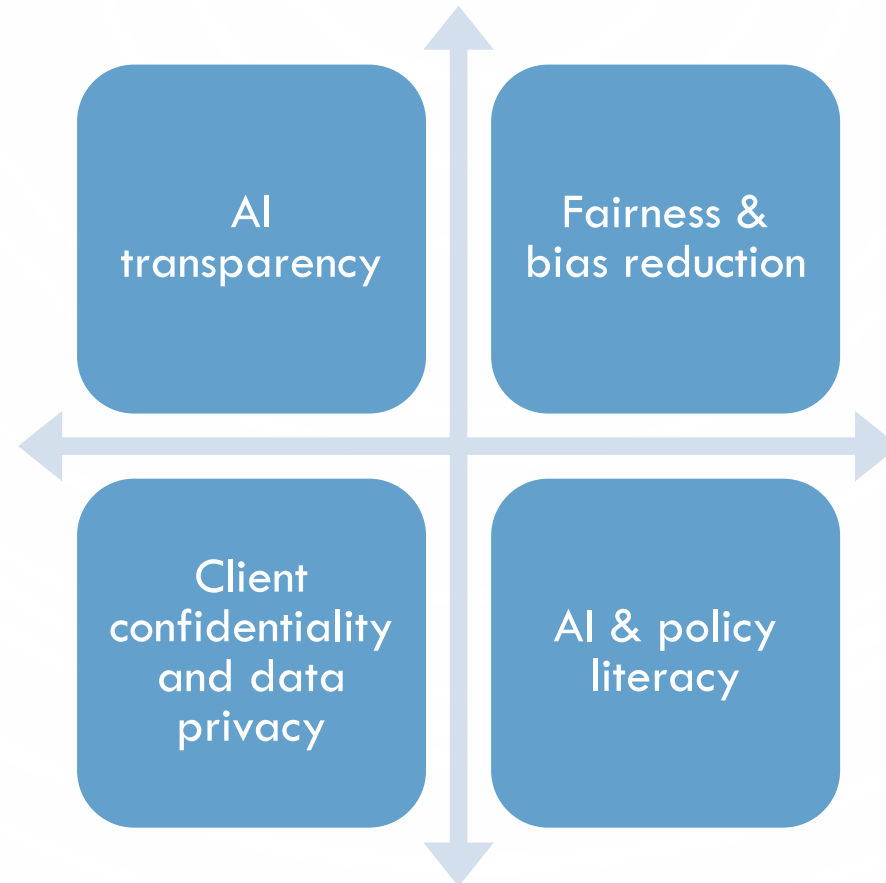 AI
transparency
Fairness &
bias reduction
Client
confidentiality
and data
privacy
AI & policy
literacy